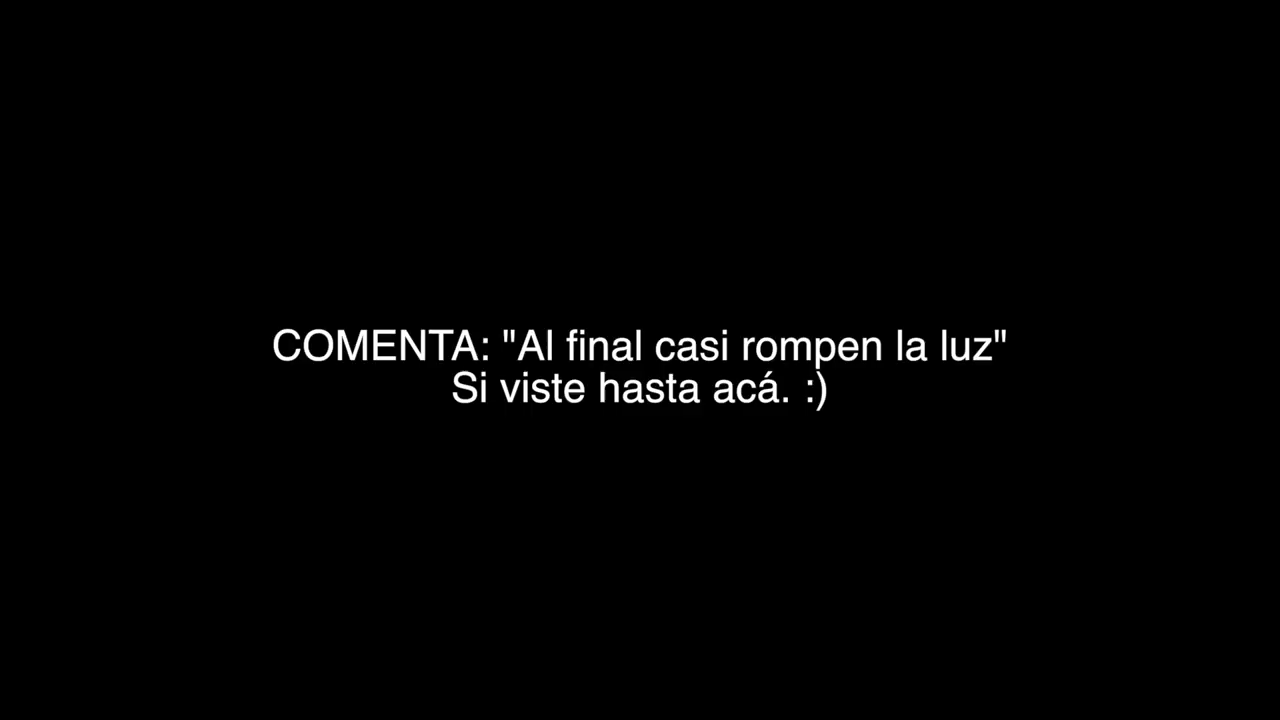 COMENTA: "Al final casi rompen la luz"
Si viste hasta acá. :)